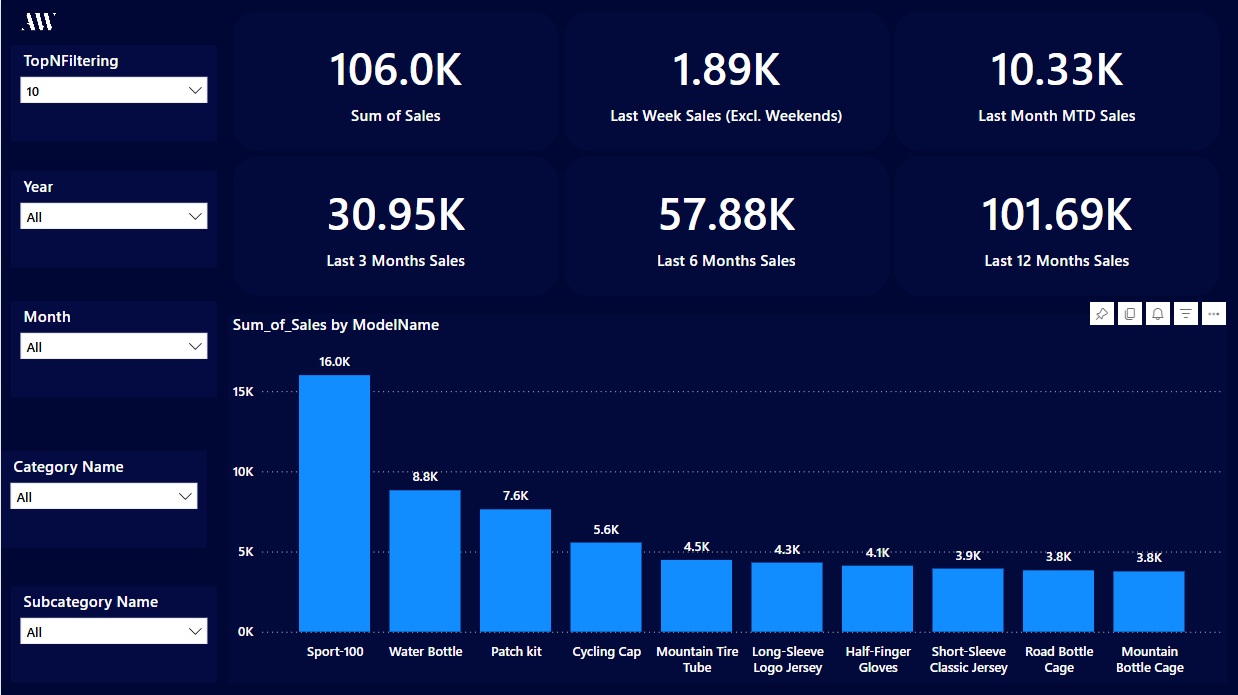 AW
TopNFiltering
10
Year
All
Month
All
Category Name
All
Subcategory Name
All
106.0K
Sum of Sales
1.89K
Last Week Sales (Excl. Weekends)
10.33K
Last Month MTD Sales
30.95K
Last 3 Months Sales
57.88K
Last 6 Months Sales
101.69K
Last 12 Months Sales
Sum_of_Sales by ModelName
15K
10K
5K
0K
16.0K
8.8K
7.6K
5.6K
4.5K
4.3K
4.1K
3.9K
3.8K
3.8K
Sport-100
Water Bottle
Patch kit
Cycling Cap
Mountain Tire
Tube
Long-Sleeve
Logo Jersey
Half-Finger
Gloves
Short-Sleeve
Classic Jersey
Road Bottle
Cage
Mountain
Bottle Cage